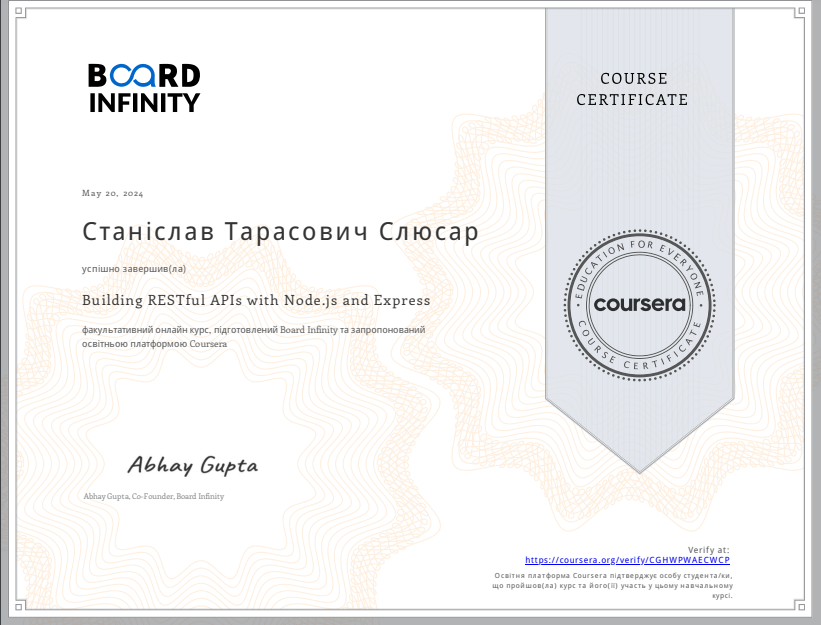 BOARD
INFINITY
COURSE
CERTIFICATE
May 20, 2024
Станіслав Тарасович Слюсар
успішно завершив(ла)
Building RESTful APIs with Node.js and Express
факультативний онлайн курс, підготовлений Board Infinity та запропонований
освітньою платформою Coursera
EDUCATION FOR EVERYONE
coursera
COURSE CERTIFICATE
Abhay Gupta
Abhay Gupta, Co-Founder, Board Infinity
Verify at:
https://coursera.org/verify/CGHWPWAECWCP
Освітня платформа Coursera підтверджує особу студента/ки,
що пройшов(ла) курс та його(її) участь у цьому навчальному
курсі.